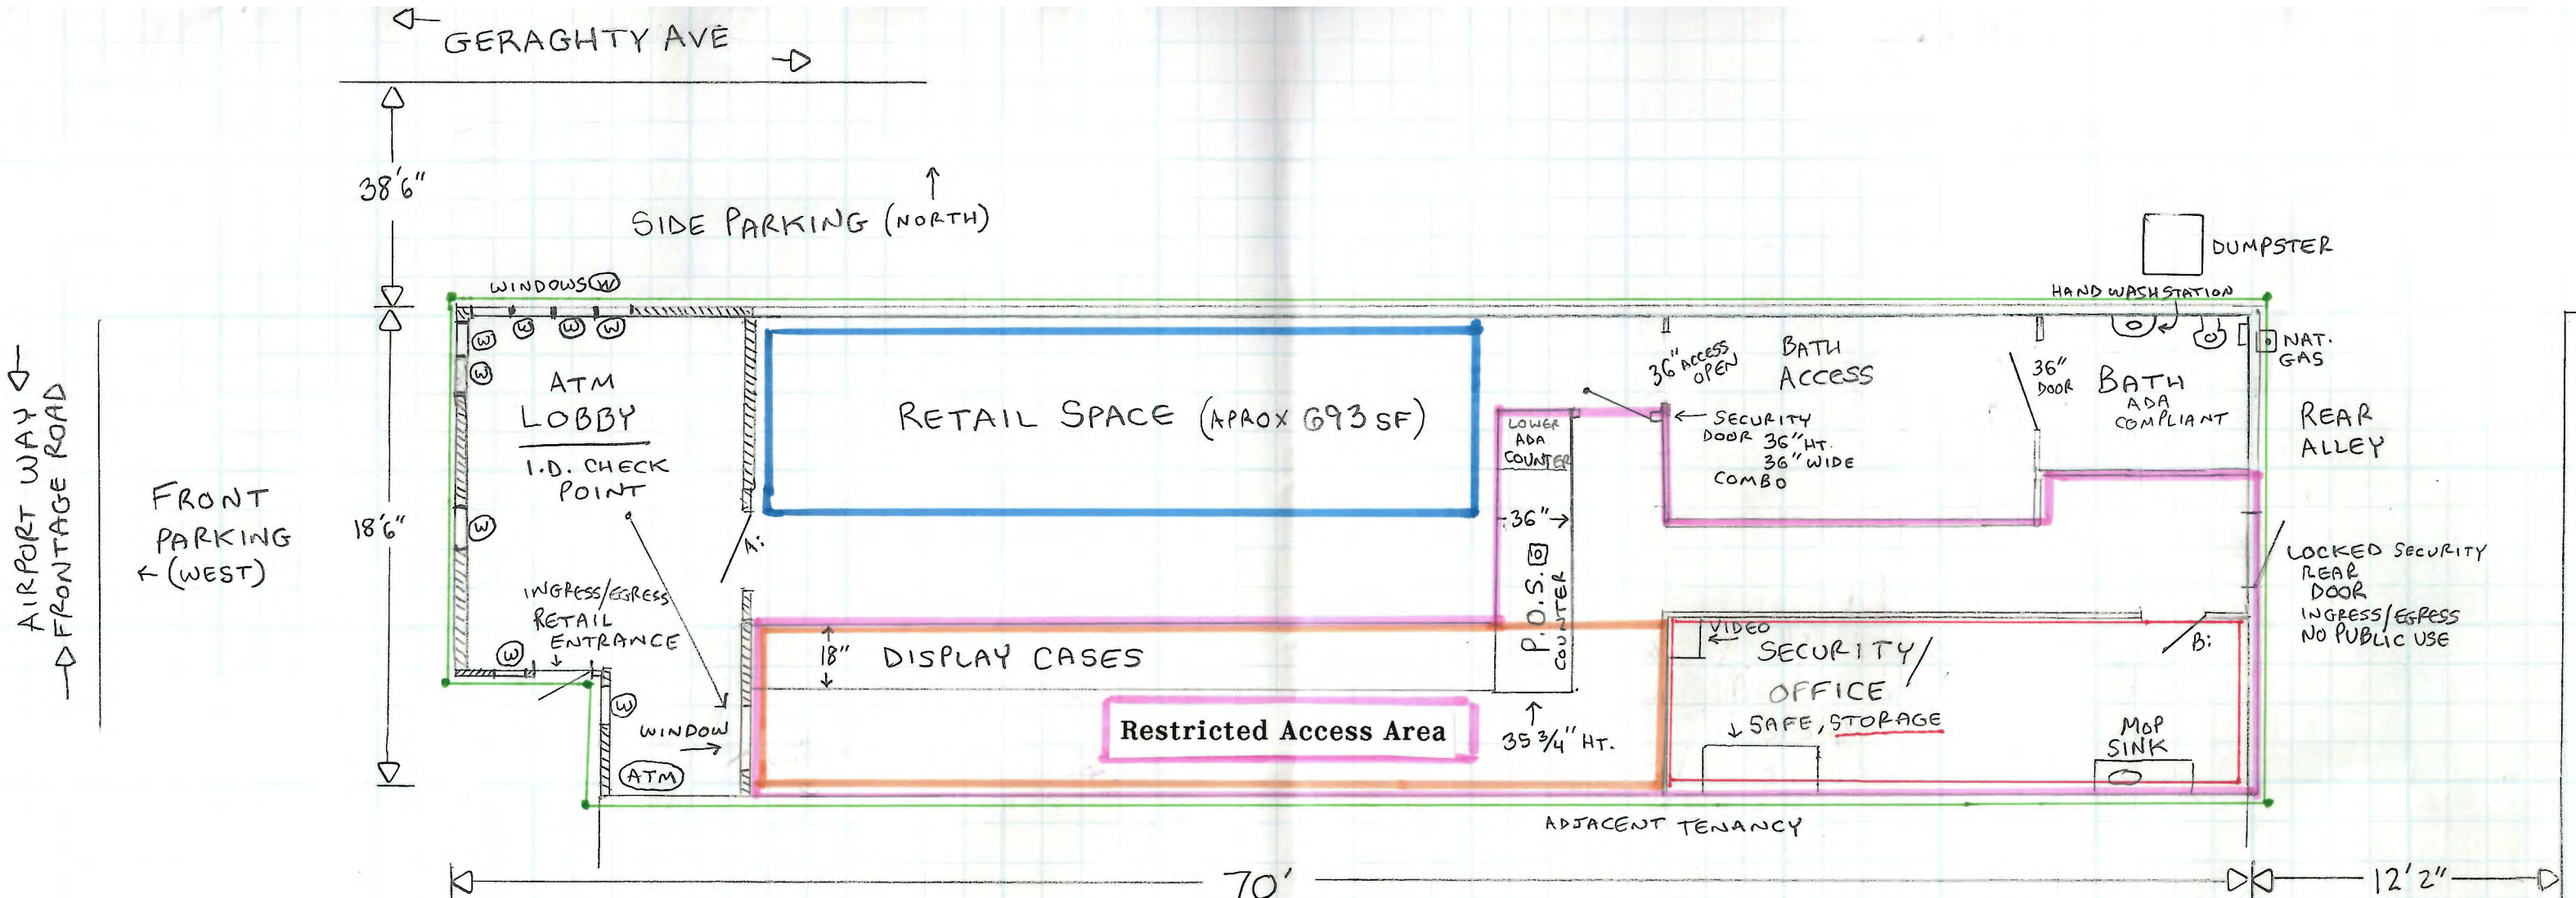 GERAGHTY AVE
38'6"
SIDE PARKING (NORTH)
DUMPSTER
WINDOWS W
HAND WASH STATION
W W W
W
W
W
W
W
NAT.
GAS
AIRPORT WAY
FRONTAGE ROAD
FRONT
PARKING
(WEST)
18'6"
ATM
LOBBY
I.D. CHECK
POINT
A:
INGRESS/EGRESS
RETAIL
ENTRANCE
WINDOW
ATM
RETAIL SPACE (APROX 693 SF)
LOWER
ADA
COUNTER
36"
P.O.S.
COUNTER
35 3/4" HT.
36" ACCESS
OPEN
BATH
ACCESS
SECURITY
DOOR 36" HT.
36" WIDE
COMBO
36"
DOOR
BATH
ADA
COMPLIANT
REAR
ALLEY
LOCKED SECURITY
REAR
DOOR
INGRESS/EGRESS
NO PUBLIC USE
18"
DISPLAY CASES
Restricted Access Area
VIDEO
SECURITY/
OFFICE
SAFE, STORAGE
B:
MOP
SINK
ADJACENT TENANCY
70'
12'2"